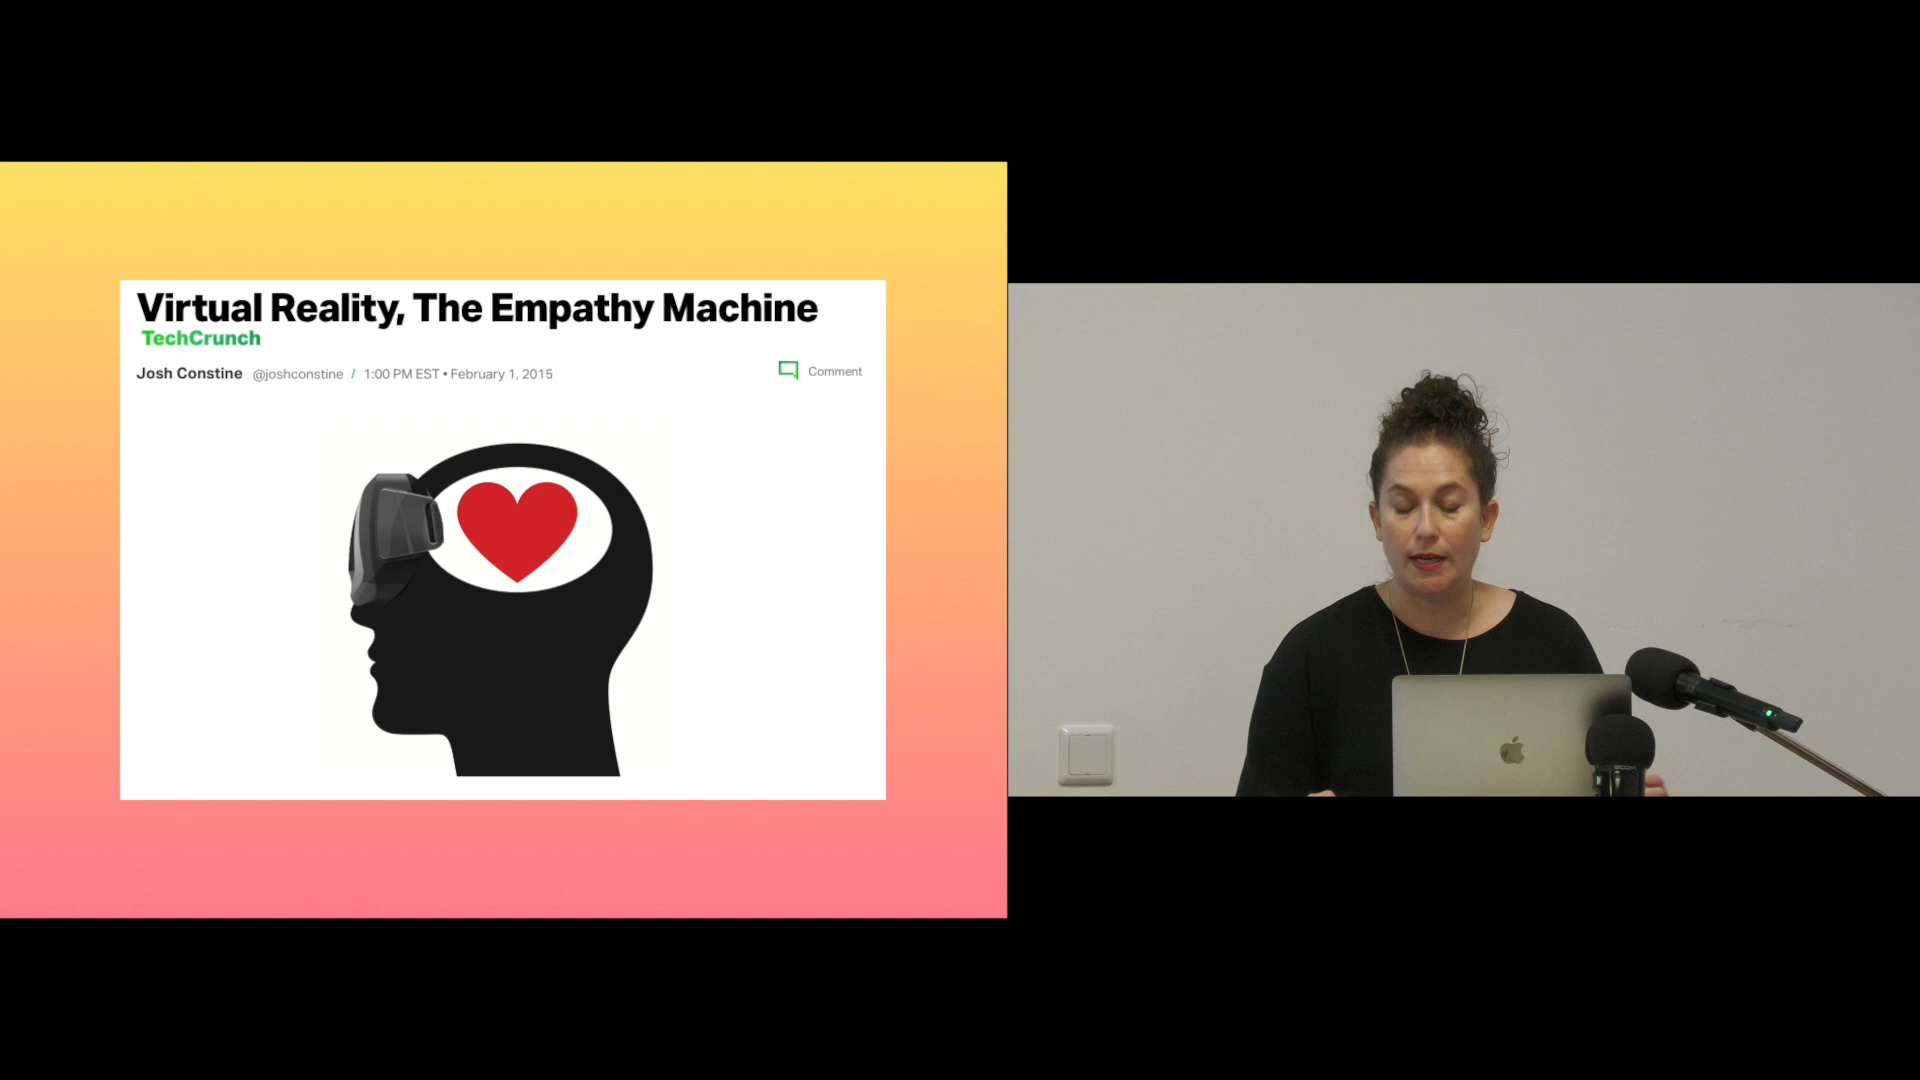 Virtual Reality, The Empathy Machine
TechCrunch
Josh Constine @joshconstine / 1:00 PM EST • February 1, 2015
Comment